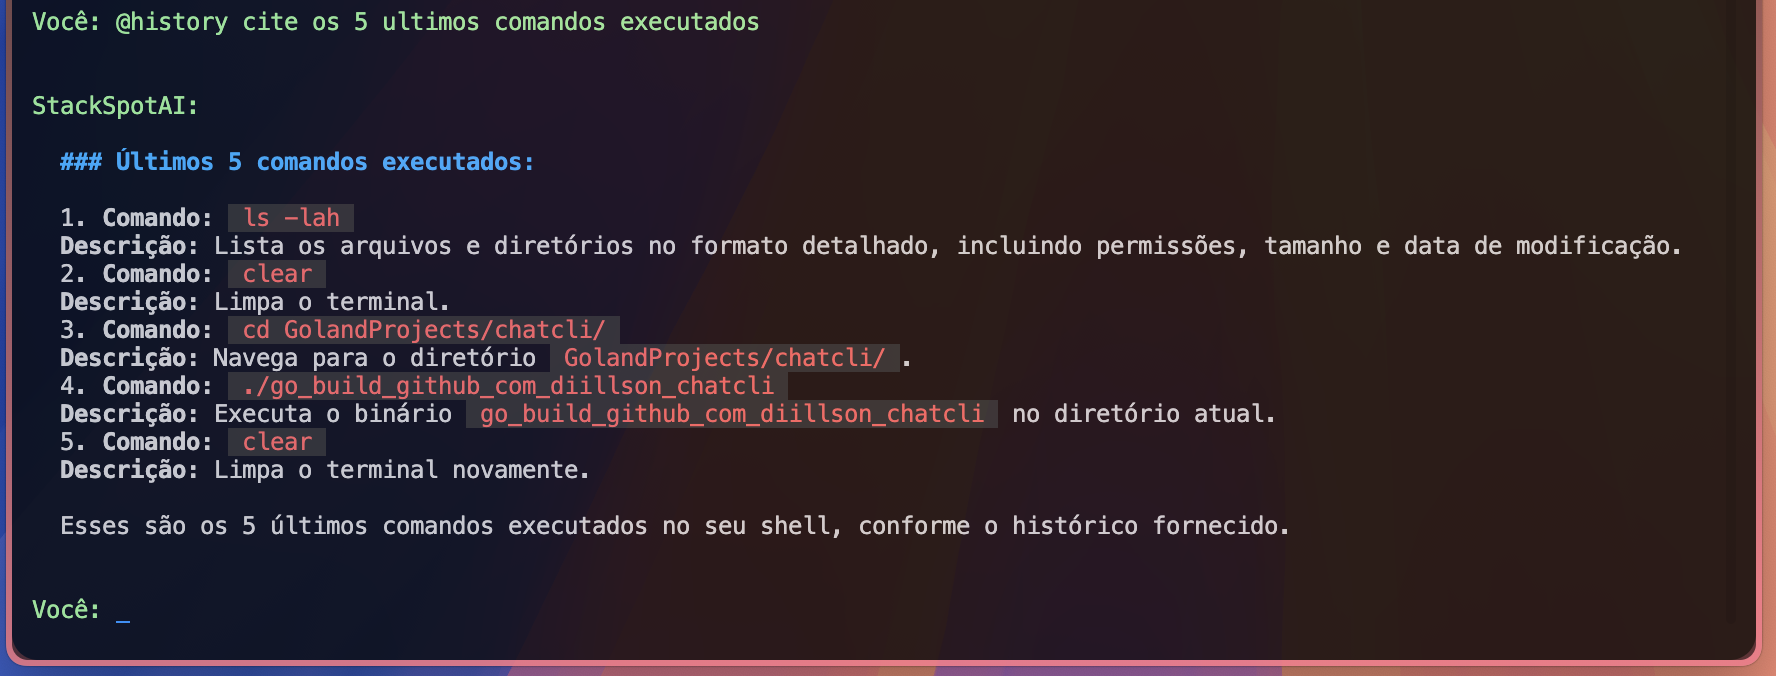 Você: @history cite os 5 ultimos comandos executados
StackSpotAI:
### Últimos 5 comandos executados:
1. Comando: ls -lah
Descrição: Lista os arquivos e diretórios no formato detalhado, incluindo permissões, tamanho e data de modificação.
2. Comando: clear
Descrição: Limpa o terminal.
3. Comando: cd GolandProjects/chatcli/
Descrição: Navega para o diretório GolandProjects/chatcli/ .
4. Comando: ./go_build_github_com_diillson_chatcli
Descrição: Executa o binário go_build_github_com_diillson_chatcli no diretório atual.
5. Comando: clear
Descrição: Limpa o terminal novamente.
Esses são os 5 últimos comandos executados no seu shell, conforme o histórico fornecido.
Você: _